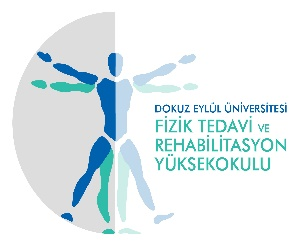 DOKUZ EYLÜL ÜNİVERSİTESİ
FİZİK TEDAVİ VE
REHABİLİTASYON
YÜKSEKOKULU